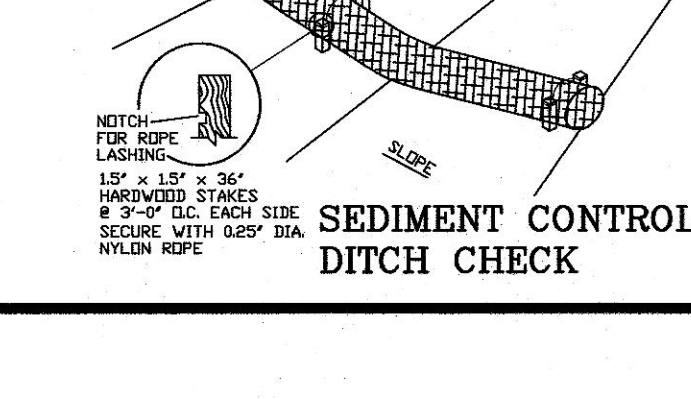 NOTCH
FOR ROPE
LASHING
1.5" x 1.5" x 36"
HARDWOOD STAKES
@ 3'-0" O.C. EACH SIDE
SECURE WITH 0.25" DIA.
NYLON ROPE
SLOPE
SEDIMENT CONTROL
DITCH CHECK